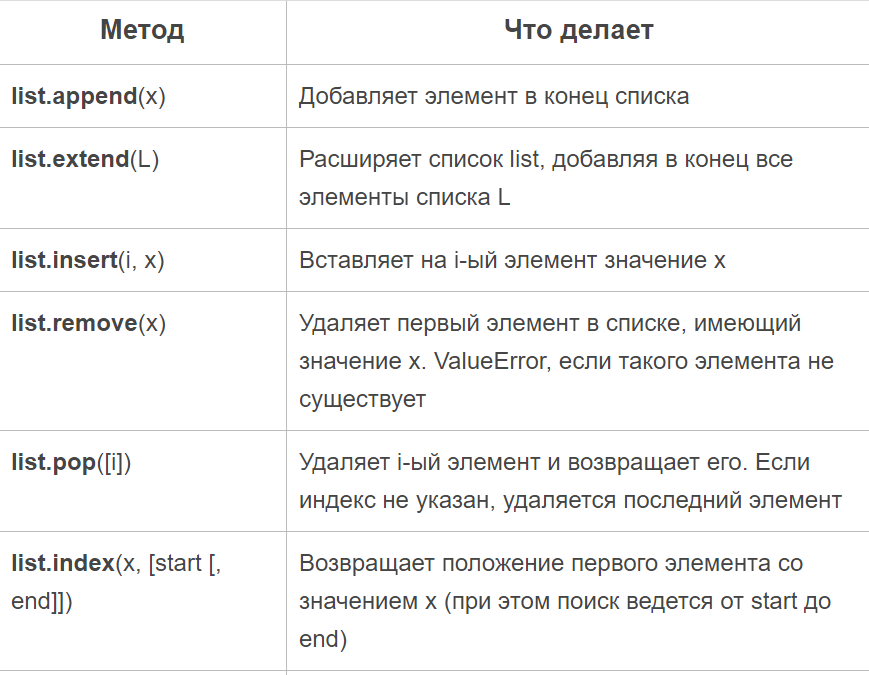 Метод
Что делает
list.append(x)
Добавляет элемент в конец списка
list.extend(L)
Расширяет список list, добавляя в конец все
элементы списка L
list.insert(i, x)
Вставляет на i-ый элемент значение x
list.remove(x)
Удаляет первый элемент в списке, имеющий
значение x. ValueError, если такого элемента не
существует
list.pop([i])
Удаляет i-ый элемент и возвращает его. Если
индекс не указан, удаляется последний элемент
list.index(x, [start [,
end]])
Возвращает положение первого элемента со
значением x (при этом поиск ведется от start до
end)